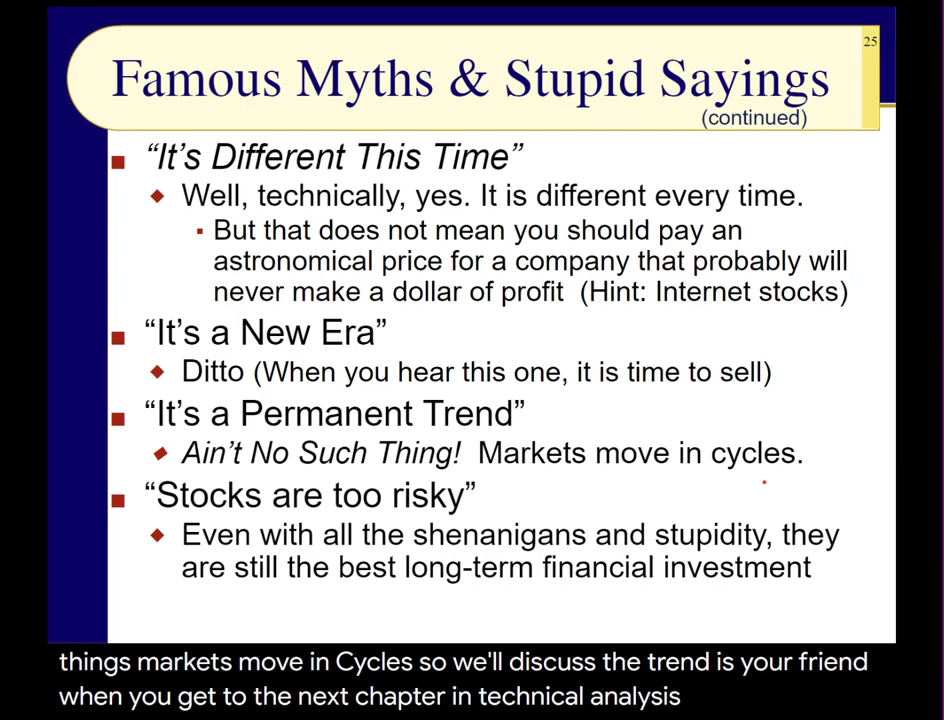 25
Famous Myths & Stupid Sayings
(continued)
“It’s Different This Time”
Well, technically, yes. It is different every time.
But that does not mean you should pay an
astronomical price for a company that probably will
never make a dollar of profit (Hint: Internet stocks)
“It’s a New Era”
Ditto (When you hear this one, it is time to sell)
“It’s a Permanent Trend”
Ain’t No Such Thing! Markets move in cycles.
“Stocks are too risky”
Even with all the shenanigans and stupidity, they
are still the best long-term financial investment
things markets move in Cycles so we'll discuss the trend is your friend
when you get to the next chapter in technical analysis